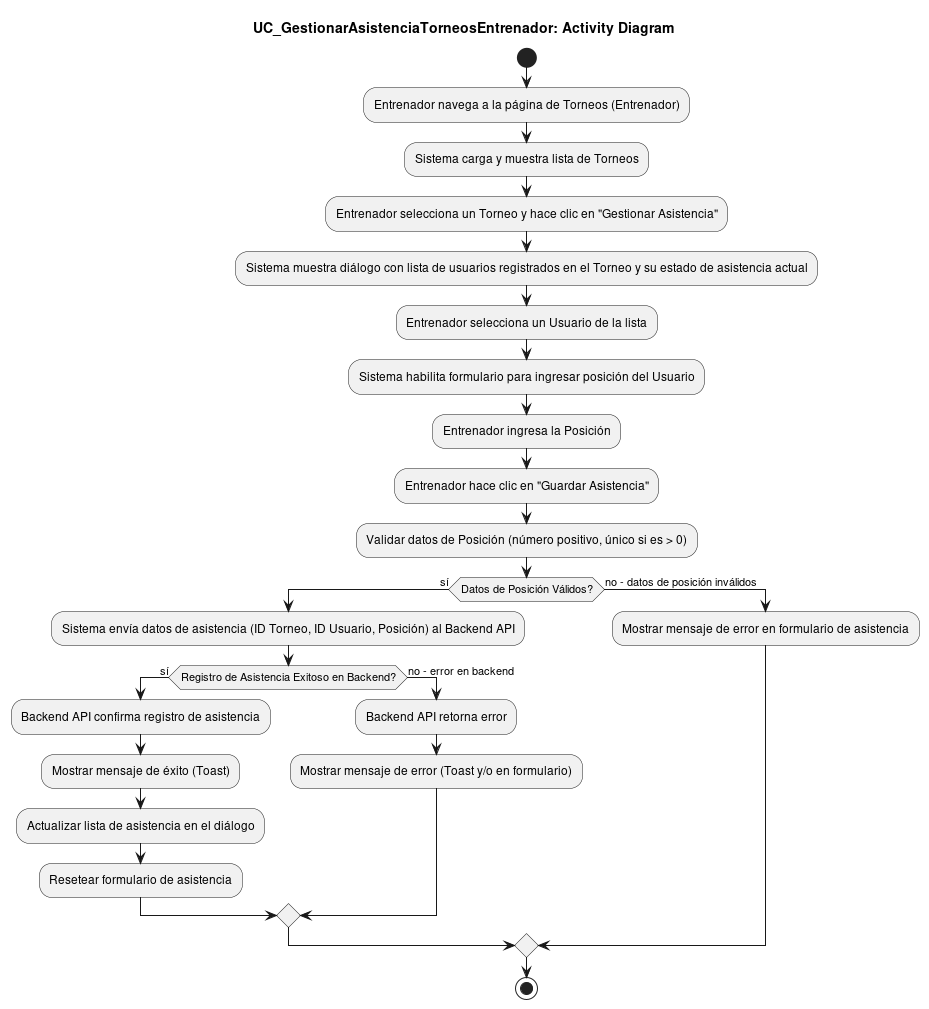 UC_GestionarAsistenciaTorneosEntrenador: Activity Diagram
Entrenador navega a la página de Torneos (Entrenador)
Sistema carga y muestra lista de Torneos
Entrenador selecciona un Torneo y hace clic en "Gestionar Asistencia"
Sistema muestra diálogo con lista de usuarios registrados en el Torneo y su estado de asistencia actual
Entrenador selecciona un Usuario de la lista
Sistema habilita formulario para ingresar posición del Usuario
Entrenador ingresa la Posición
Entrenador hace clic en "Guardar Asistencia"
Validar datos de Posición (número positivo, único si es > 0)
sí
Datos de Posición Válidos?
no - datos de posición inválidos
Sistema envía datos de asistencia (ID Torneo, ID Usuario, Posición) al Backend API
Mostrar mensaje de error en formulario de asistencia
sí
Registro de Asistencia Exitoso en Backend?
no - error en backend
Backend API confirma registro de asistencia
Backend API retorna error
Mostrar mensaje de éxito (Toast)
Mostrar mensaje de error (Toast y/o en formulario)
Actualizar lista de asistencia en el diálogo
Resetear formulario de asistencia